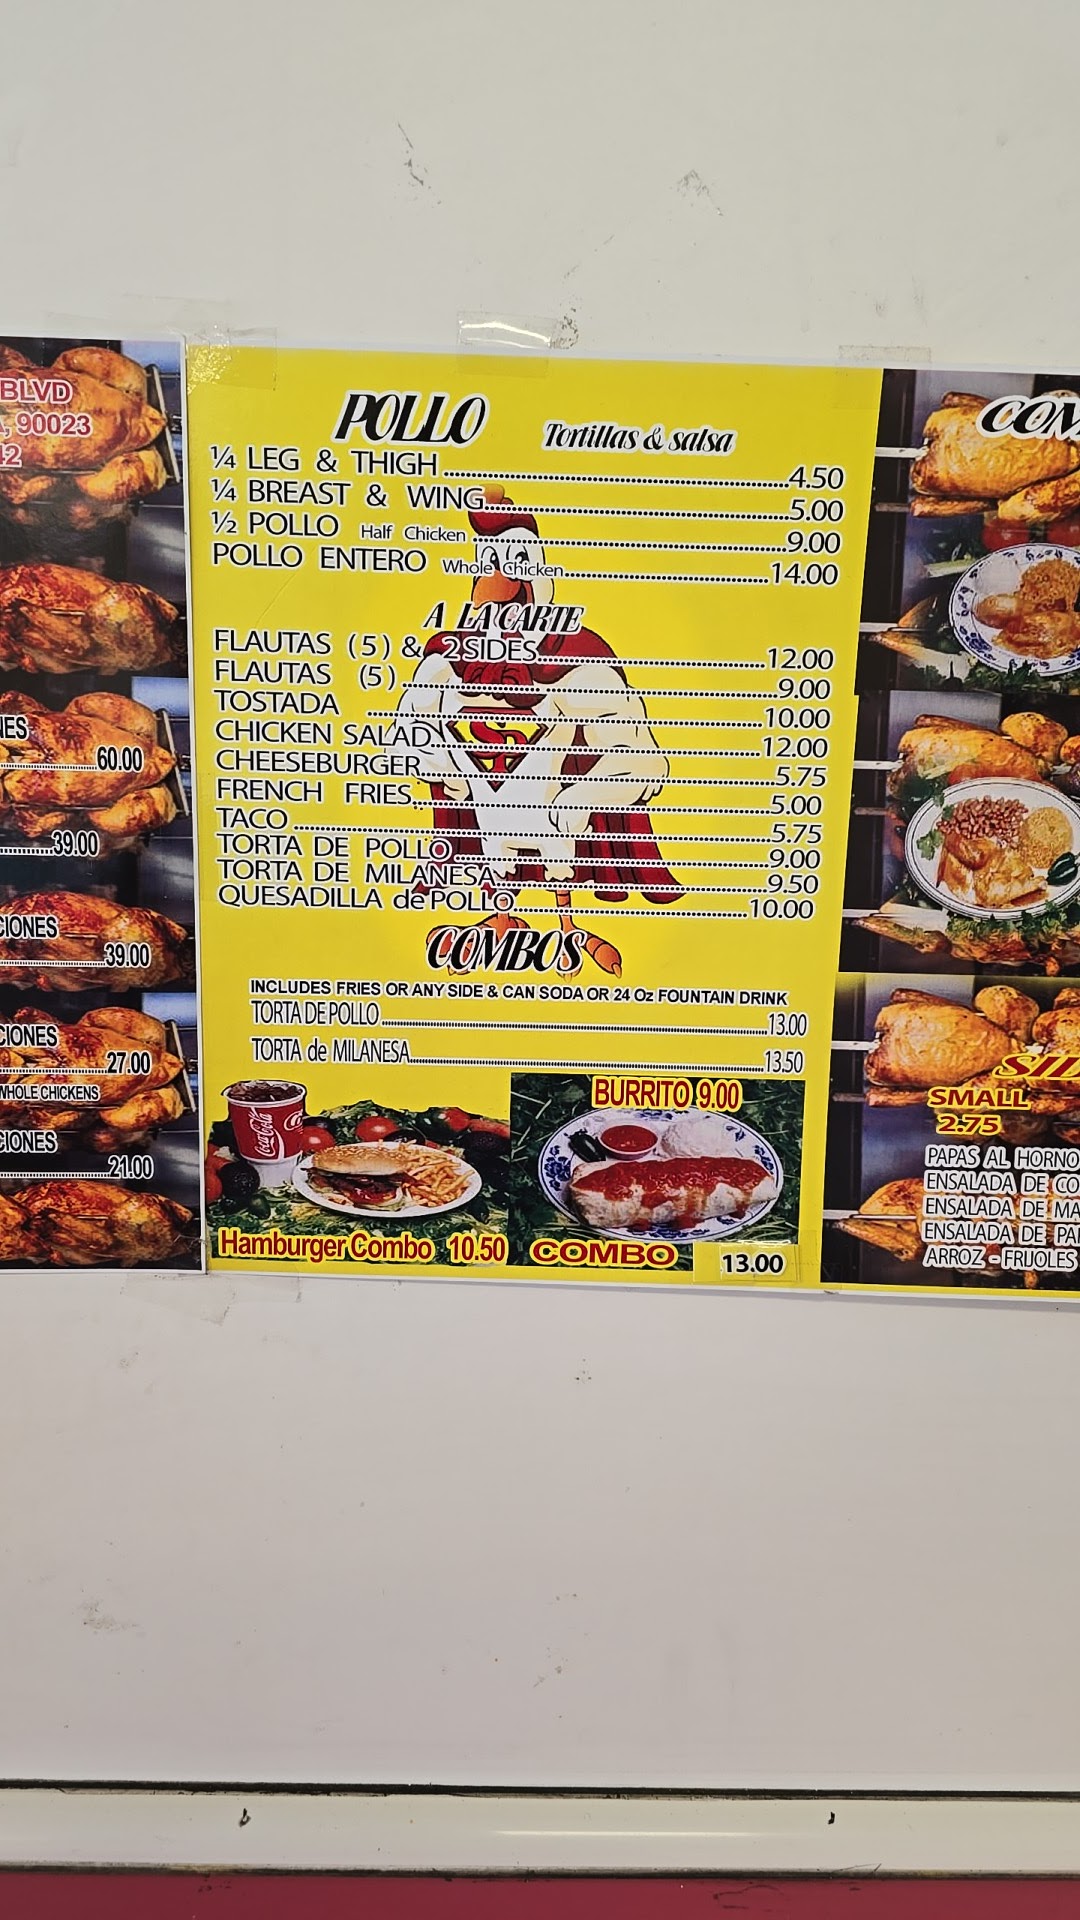 BLVD
90023
POLLO
Tortillas & salsa
¼ LEG & THIGH 4.50
¼ BREAST & WING 5.00
½ POLLO Half Chicken 9.00
POLLO ENTERO Whole Chicken 14.00
A LA CARTE
FLAUTAS (5) & 2 SIDES 12.00
FLAUTAS (5) 9.00
TOSTADA 10.00
CHICKEN SALAD 12.00
CHEESEBURGER 5.75
FRENCH FRIES 5.00
TACO 5.75
TORTA DE POLLO 9.00
TORTA DE MILANESA 9.50
QUESADILLA de POLLO 10.00
COMBOS
INCLUDES FRIES OR ANY SIDE & CAN SODA OR 24 Oz FOUNTAIN DRINK
TORTA DE POLLO 13.00
TORTA de MILANESA 13.50
Coca-Cola
Hamburger Combo 10.50
BURRITO 9.00
COMBO 13.00
60.00
39.00
CIONES
39.00
CIONES
27.00
WHOLE CHICKENS
CIONES
21.00
COM
SID
SMALL
2.75
PAPAS AL HORNO
ENSALADA DE CO
ENSALADA DE MA
ENSALADA DE PA
ARROZ - FRIJOLES